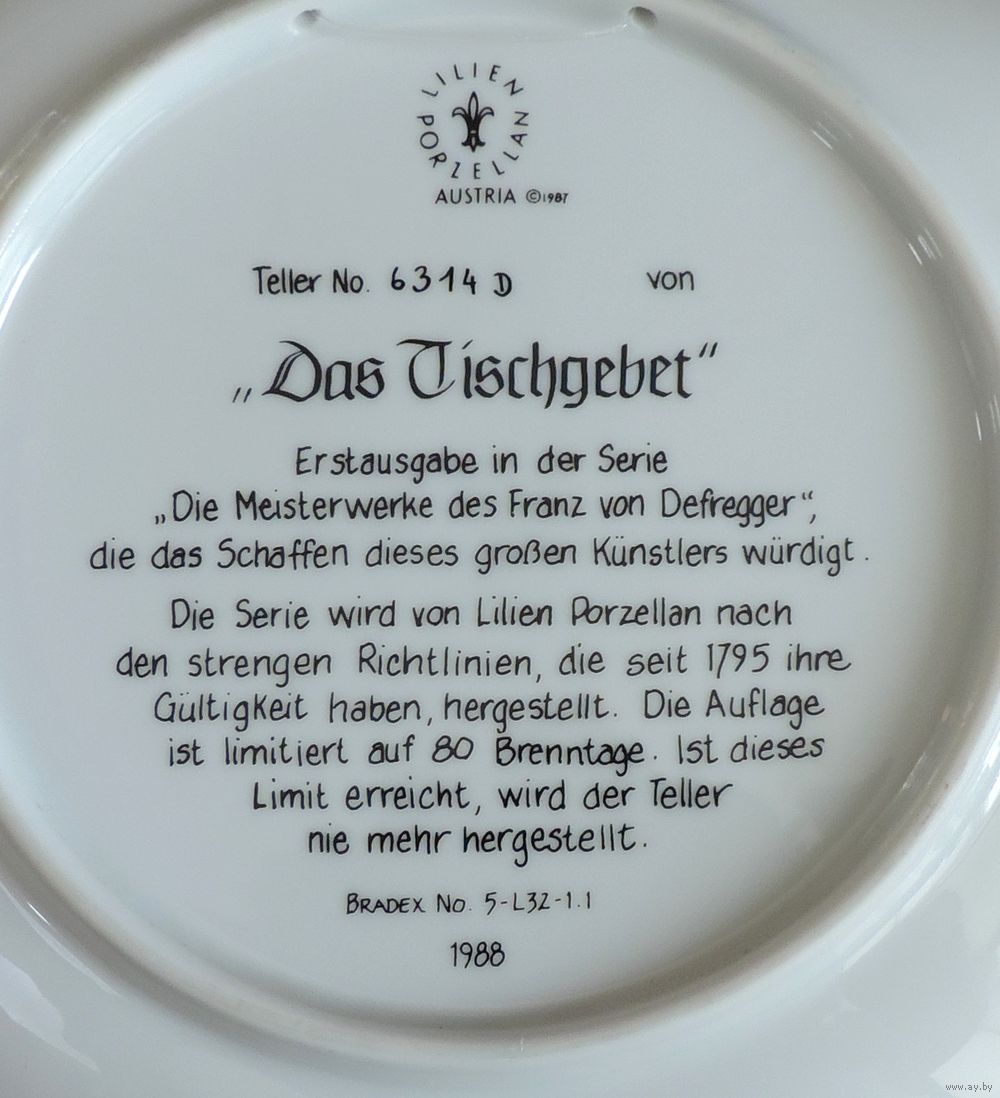 LILIEN PORZELLAN
AUSTRIA ©1987
Teller No. 6314 D von
„Das Tischgebet“
Erstausgabe in der Serie
„Die Meisterwerke des Franz von Defregger“,
die das Schaffen dieses großen Künstlers würdigt.
Die Serie wird von Lilien Porzellan nach
den strengen Richtlinien, die seit 1795 ihre
Gültigkeit haben, hergestellt. Die Auflage
ist limitiert auf 80 Brenntage. Ist dieses
Limit erreicht, wird der Teller
nie mehr hergestellt.
BRADEX No. 5-L32-1.1
1988
www.ay.by